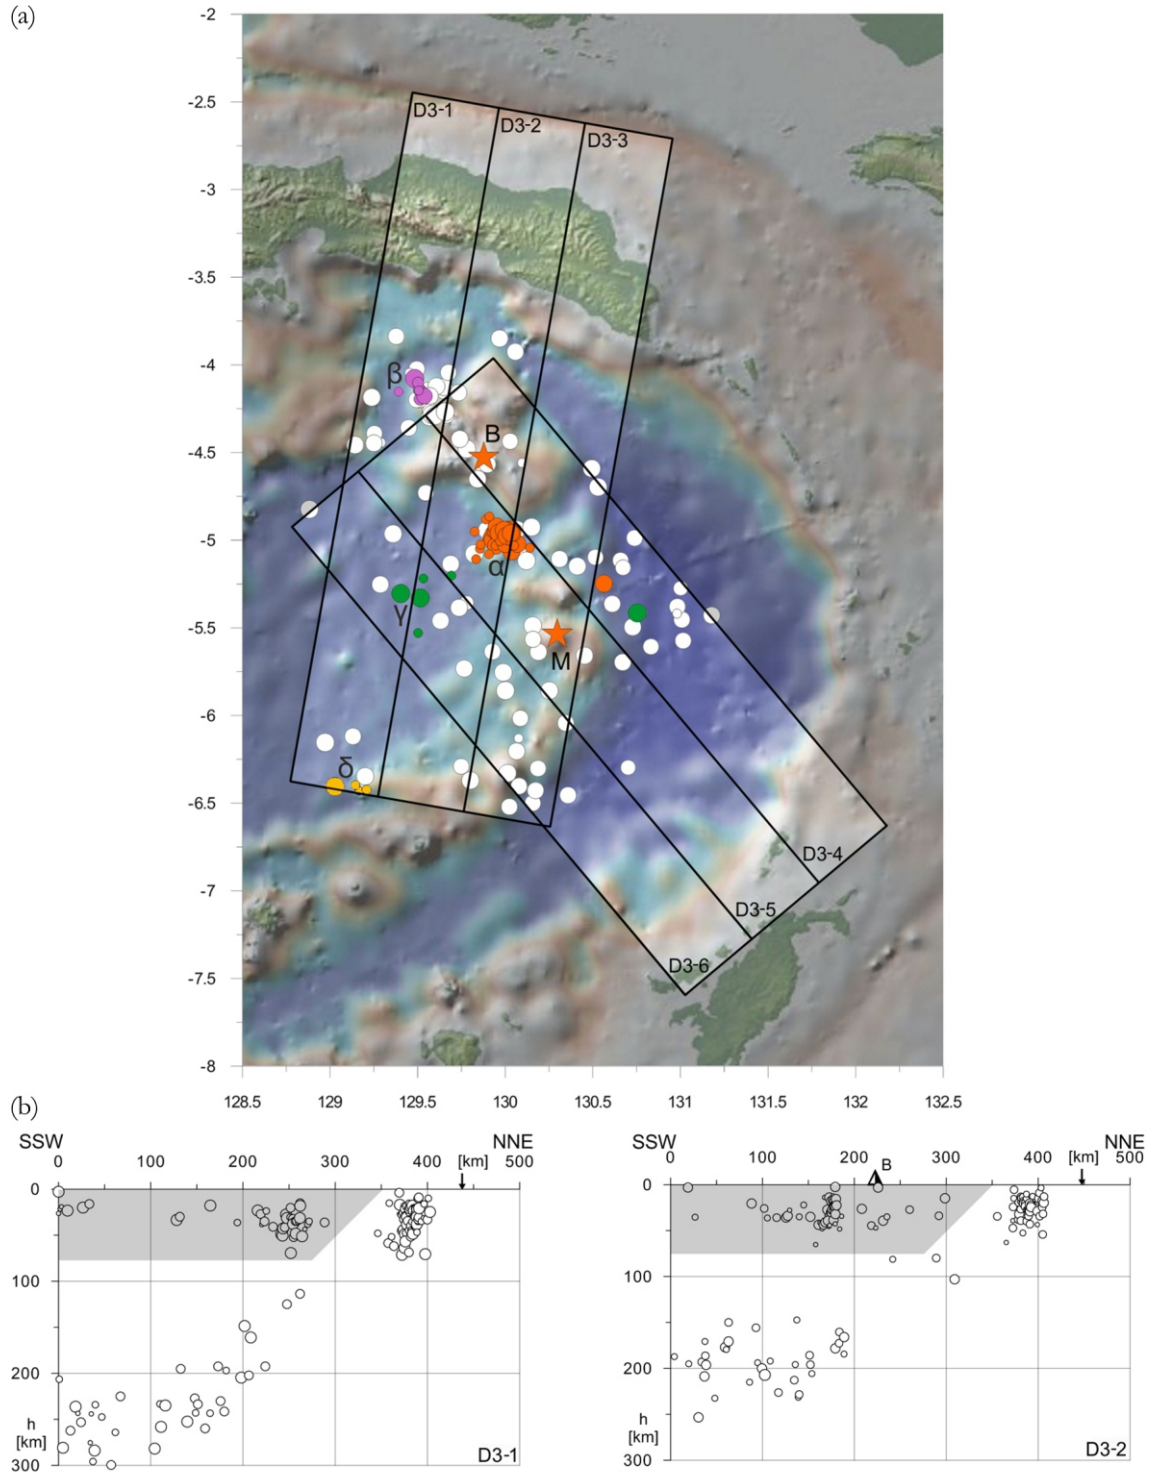 (a)
-2
-2.5
-3
-3.5
-4
-4.5
-5
-5.5
-6
-6.5
-7
-7.5
-8
D3-1
D3-2
D3-3
β
B
α
γ
M
δ
D3-4
D3-5
D3-6
128.5 129 129.5 130 130.5 131 131.5 132 132.5
(b)
SSW NNE
0 100 200 300 400 [km] 500
0
100
200
h
[km]
300
D3-1
SSW NNE
0 100 200 B 300 400 [km] 500
0
100
200
h
[km]
300
D3-2